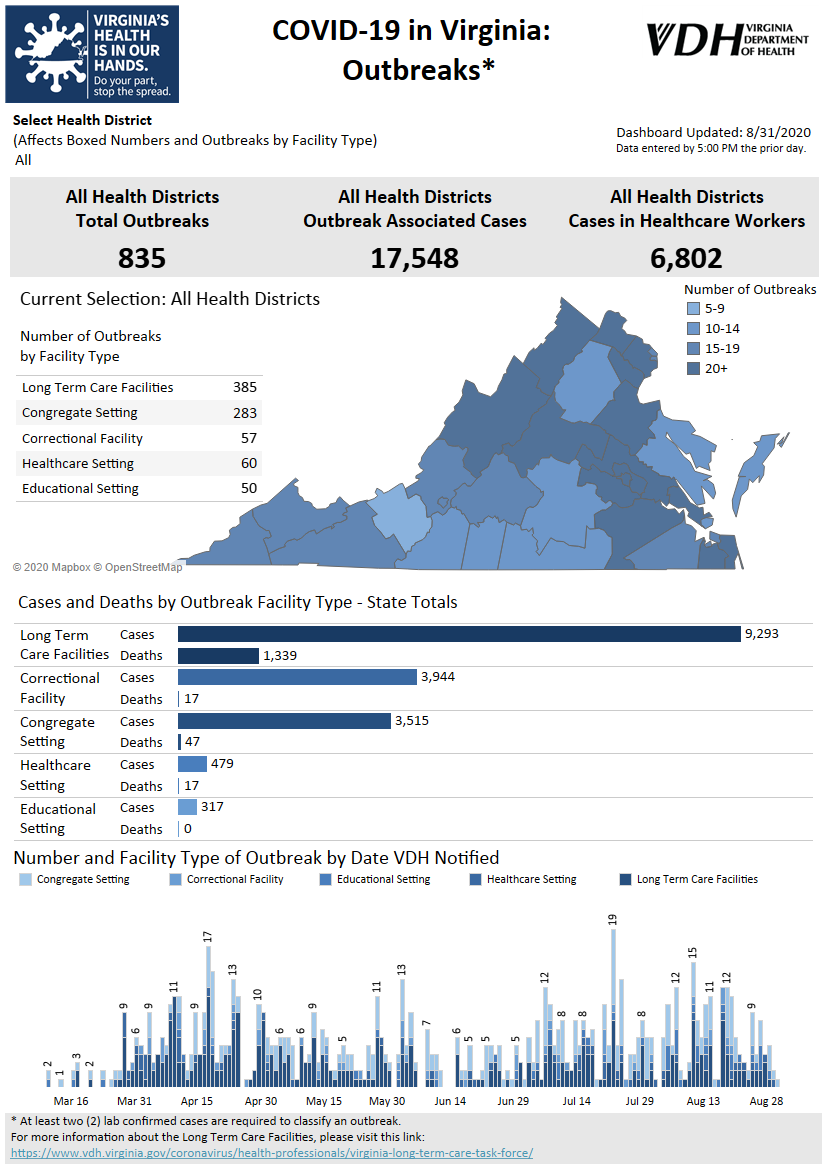 VIRGINIA'S
HEALTH
IS IN OUR
HANDS.
Do your part,
stop the spread.
COVID-19 in Virginia:
Outbreaks*
VDH VIRGINIA
DEPARTMENT
OF HEALTH
Select Health District
(Affects Boxed Numbers and Outbreaks by Facility Type)
All
Dashboard Updated: 8/31/2020
Data entered by 5:00 PM the prior day.
All Health Districts
Total Outbreaks
835
All Health Districts
Outbreak Associated Cases
17,548
All Health Districts
Cases in Healthcare Workers
6,802
Current Selection: All Health Districts
Number of Outbreaks
5-9
10-14
15-19
20+
Number of Outbreaks
by Facility Type
Long Term Care Facilities 385
Congregate Setting 283
Correctional Facility 57
Healthcare Setting 60
Educational Setting 50
© 2020 Mapbox © OpenStreetMap
Cases and Deaths by Outbreak Facility Type - State Totals
Long Term Cases 9,293
Care Facilities Deaths 1,339
Correctional Cases 3,944
Facility Deaths 17
Congregate Cases 3,515
Setting Deaths 47
Healthcare Cases 479
Setting Deaths 17
Educational Cases 317
Setting Deaths 0
Number and Facility Type of Outbreak by Date VDH Notified
Congregate Setting Correctional Facility Educational Setting Healthcare Setting Long Term Care Facilities
2 1 3 2 9 6 9 11 9 17 13 10 6 6 9 5 11 13 7 6 5 5 5 12 8 8 19 8 12 15 11 12 9
Mar 16 Mar 31 Apr 15 Apr 30 May 15 May 30 Jun 14 Jun 29 Jul 14 Jul 29 Aug 13 Aug 28
* At least two (2) lab confirmed cases are required to classify an outbreak.
For more information about the Long Term Care Facilities, please visit this link:
https://www.vdh.virginia.gov/coronavirus/health-professionals/virginia-long-term-care-task-force/